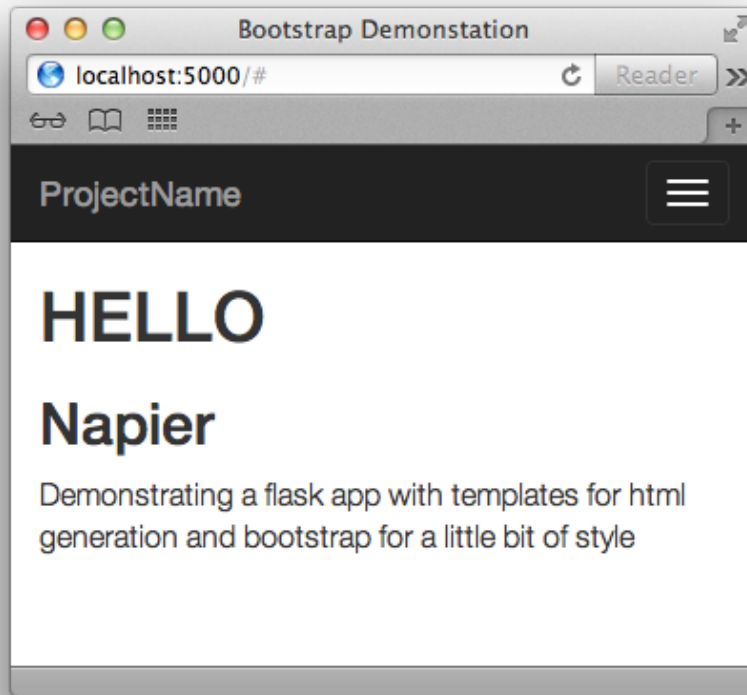 Bootstrap Demonstation
localhost:5000/#
Reader
ProjectName
HELLO
Napier
Demonstrating a flask app with templates for html
generation and bootstrap for a little bit of style